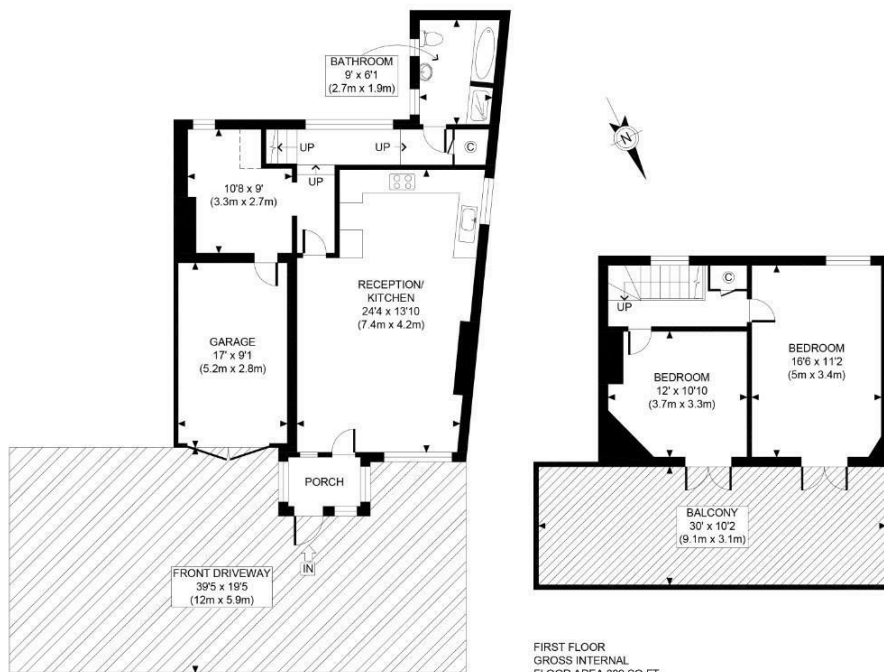 BATHROOM
9' x 6'1
(2.7m x 1.9m)
UP
UP
UP
C
N
10'8 x 9'
(3.3m x 2.7m)
RECEPTION/
KITCHEN
24'4 x 13'10
(7.4m x 4.2m)
GARAGE
17' x 9'1
(5.2m x 2.8m)
PORCH
IN
FRONT DRIVEWAY
39'5 x 19'5
(12m x 5.9m)
C
UP
BEDROOM
16'6 x 11'2
(5m x 3.4m)
BEDROOM
12' x 10'10
(3.7m x 3.3m)
BALCONY
30' x 10'2
(9.1m x 3.1m)
FIRST FLOOR
GROSS INTERNAL